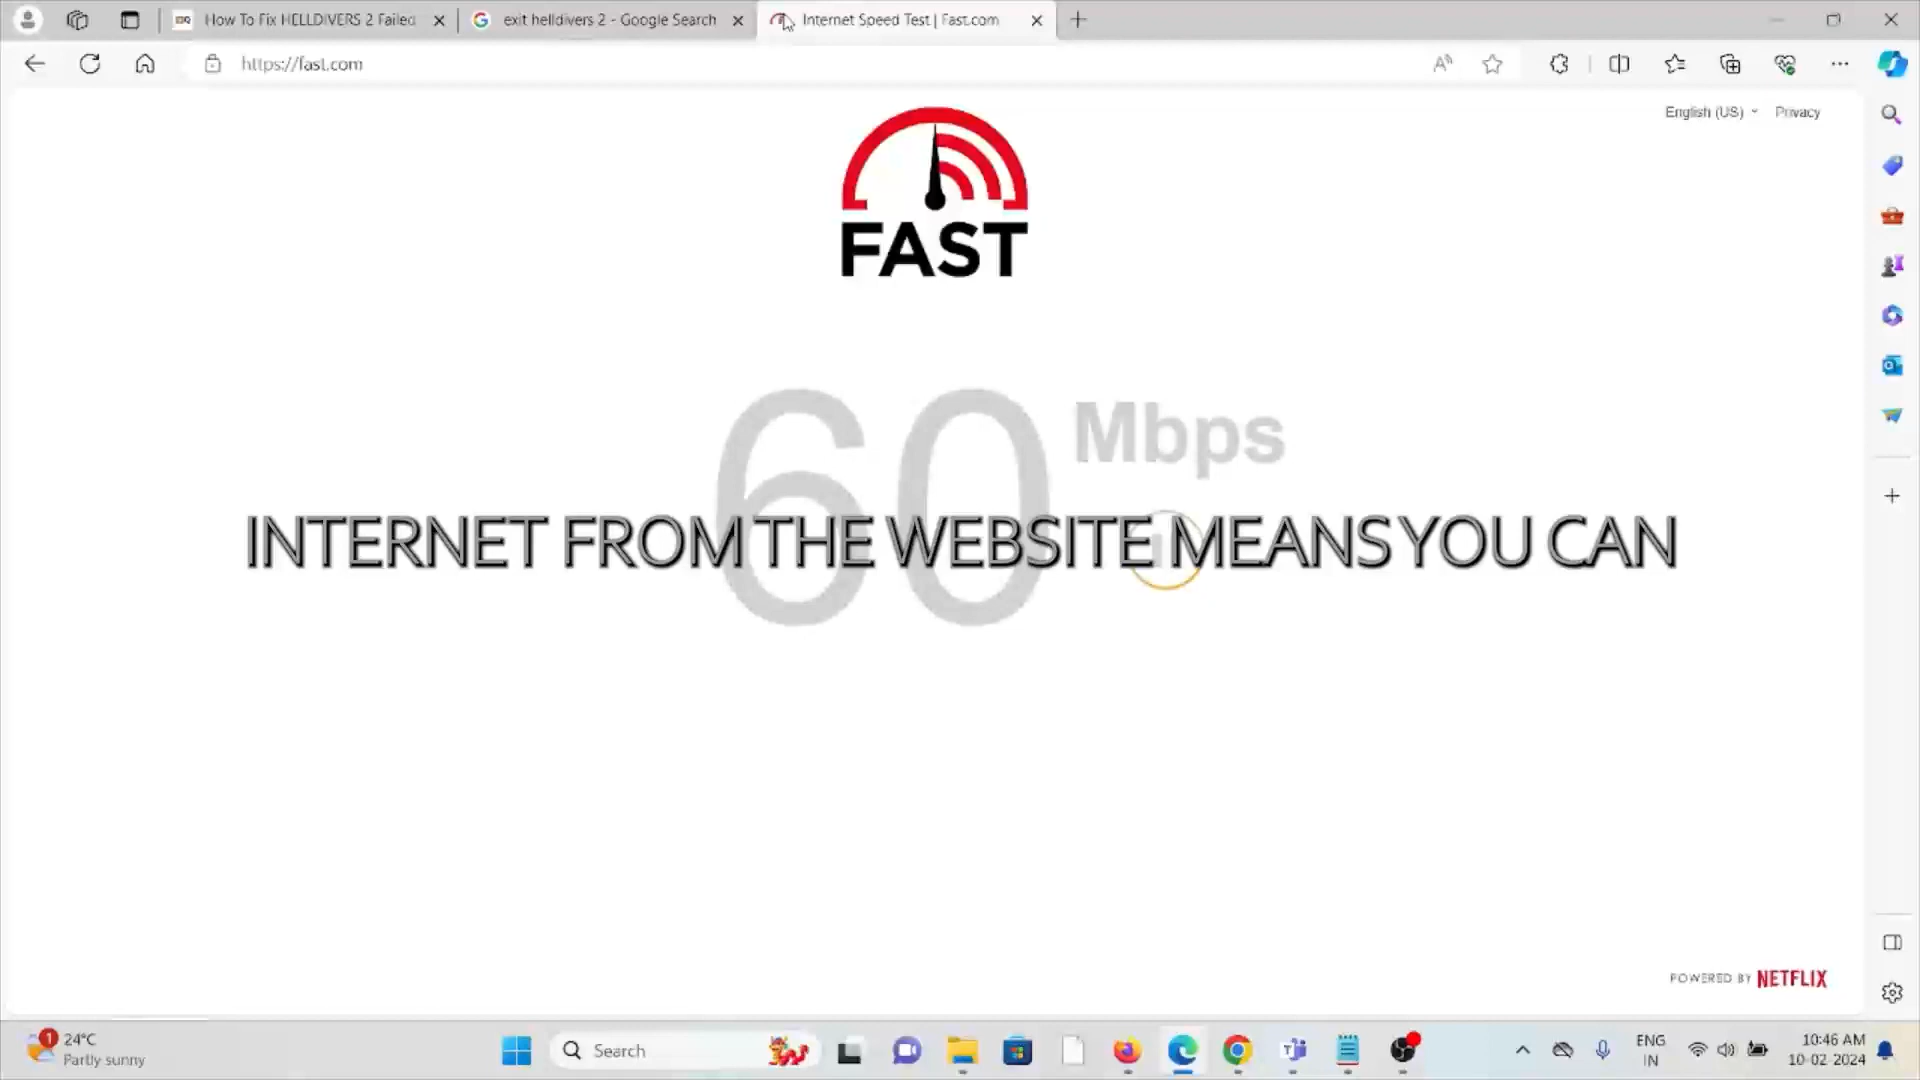 How To Fix HELLDIVERS 2 Failed
exit helldivers 2 - Google Search
Internet Speed Test | Fast.com
https://fast.com
English (US)
Privacy
FAST
60 Mbps
INTERNET FROM THE WEBSITE MEANS YOU CAN
POWERED BY NETFLIX
1
24°C
Partly sunny
Search
ENG
IN
10:46 AM
10-02-2024